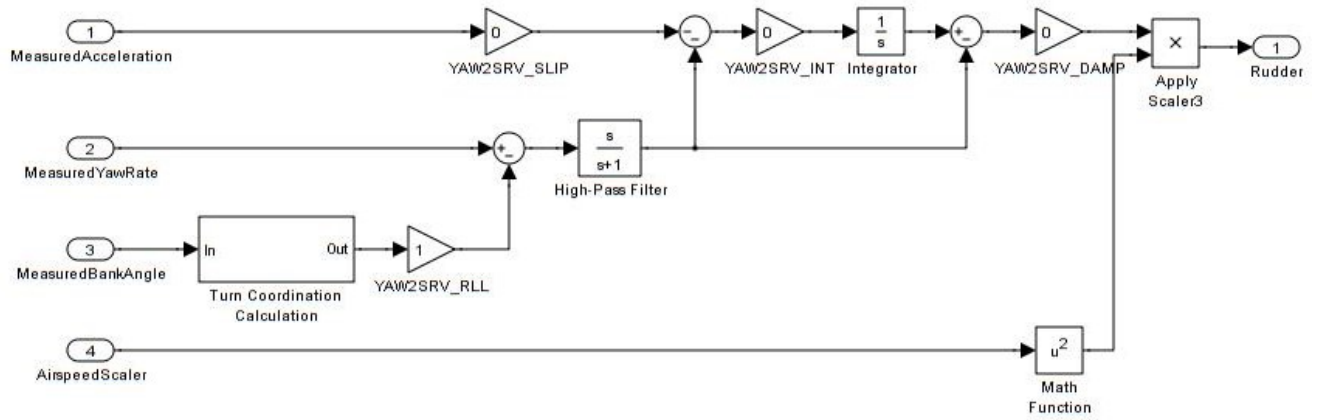 1
MeasuredAcceleration
0
YAW2SRV_SLIP
−
−
0
YAW2SRV_INT
1
s
Integrator
+
−
0
YAW2SRV_DAMP
×
Apply
Scaler3
1
Rudder
2
MeasuredYawRate
+
−
s
s+1
High-Pass Filter
3
MeasuredBankAngle
In
Out
Turn Coordination
Calculation
1
YAW2SRV_RLL
4
AirspeedScaler
u²
Math
Function